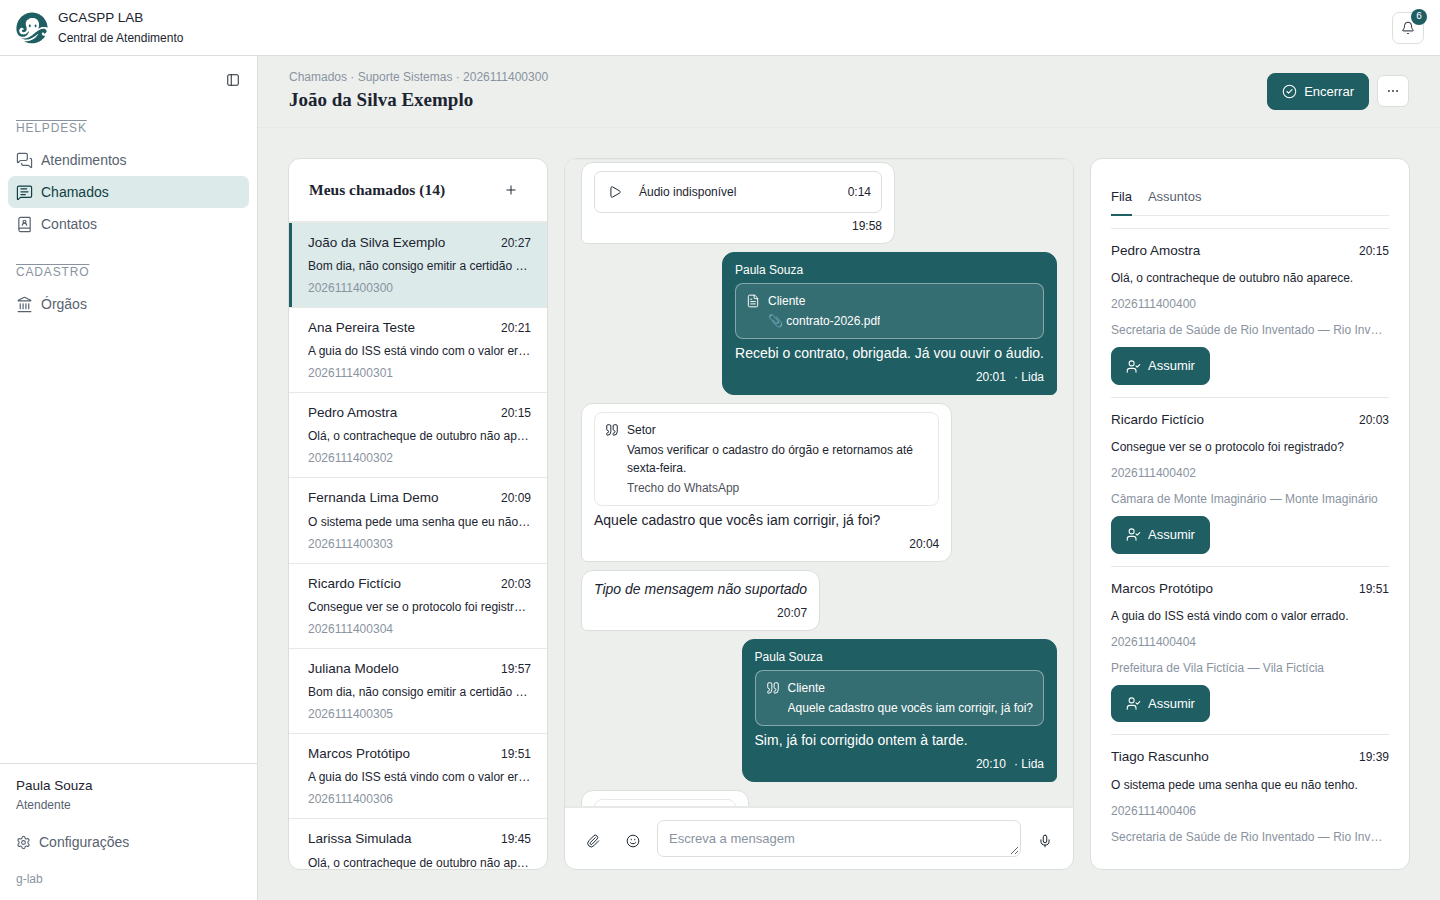 GCASPP LAB
Central de Atendimento
6
HELPDESK
Atendimentos
Chamados
Contatos
CADASTRO
Órgãos
Paula Souza
Atendente
Configurações
g-lab
Chamados · Suporte Sistemas · 2026111400300
João da Silva Exemplo
Encerrar
Meus chamados (14)
João da Silva Exemplo 20:27
Bom dia, não consigo emitir a certidão …
2026111400300
Ana Pereira Teste 20:21
A guia do ISS está vindo com o valor er…
2026111400301
Pedro Amostra 20:15
Olá, o contracheque de outubro não ap…
2026111400302
Fernanda Lima Demo 20:09
O sistema pede uma senha que eu não…
2026111400303
Ricardo Fictício 20:03
Consegue ver se o protocolo foi registr…
2026111400304
Juliana Modelo 19:57
Bom dia, não consigo emitir a certidão …
2026111400305
Marcos Protótipo 19:51
A guia do ISS está vindo com o valor er…
2026111400306
Larissa Simulada 19:45
Olá, o contracheque de outubro não ap…
Áudio indisponível 0:14
19:58
Paula Souza
Cliente
📎 contrato-2026.pdf
Recebi o contrato, obrigada. Já vou ouvir o áudio.
20:01 · Lida
Setor
Vamos verificar o cadastro do órgão e retornamos até
sexta-feira.
Trecho do WhatsApp
Aquele cadastro que vocês iam corrigir, já foi?
20:04
Tipo de mensagem não suportado
20:07
Paula Souza
Cliente
Aquele cadastro que vocês iam corrigir, já foi?
Sim, já foi corrigido ontem à tarde.
20:10 · Lida
Escreva a mensagem
Fila Assuntos
Pedro Amostra 20:15
Olá, o contracheque de outubro não aparece.
2026111400400
Secretaria de Saúde de Rio Inventado — Rio Inv…
Assumir
Ricardo Fictício 20:03
Consegue ver se o protocolo foi registrado?
2026111400402
Câmara de Monte Imaginário — Monte Imaginário
Assumir
Marcos Protótipo 19:51
A guia do ISS está vindo com o valor errado.
2026111400404
Prefeitura de Vila Fictícia — Vila Fictícia
Assumir
Tiago Rascunho 19:39
O sistema pede uma senha que eu não tenho.
2026111400406
Secretaria de Saúde de Rio Inventado — Rio Inv…